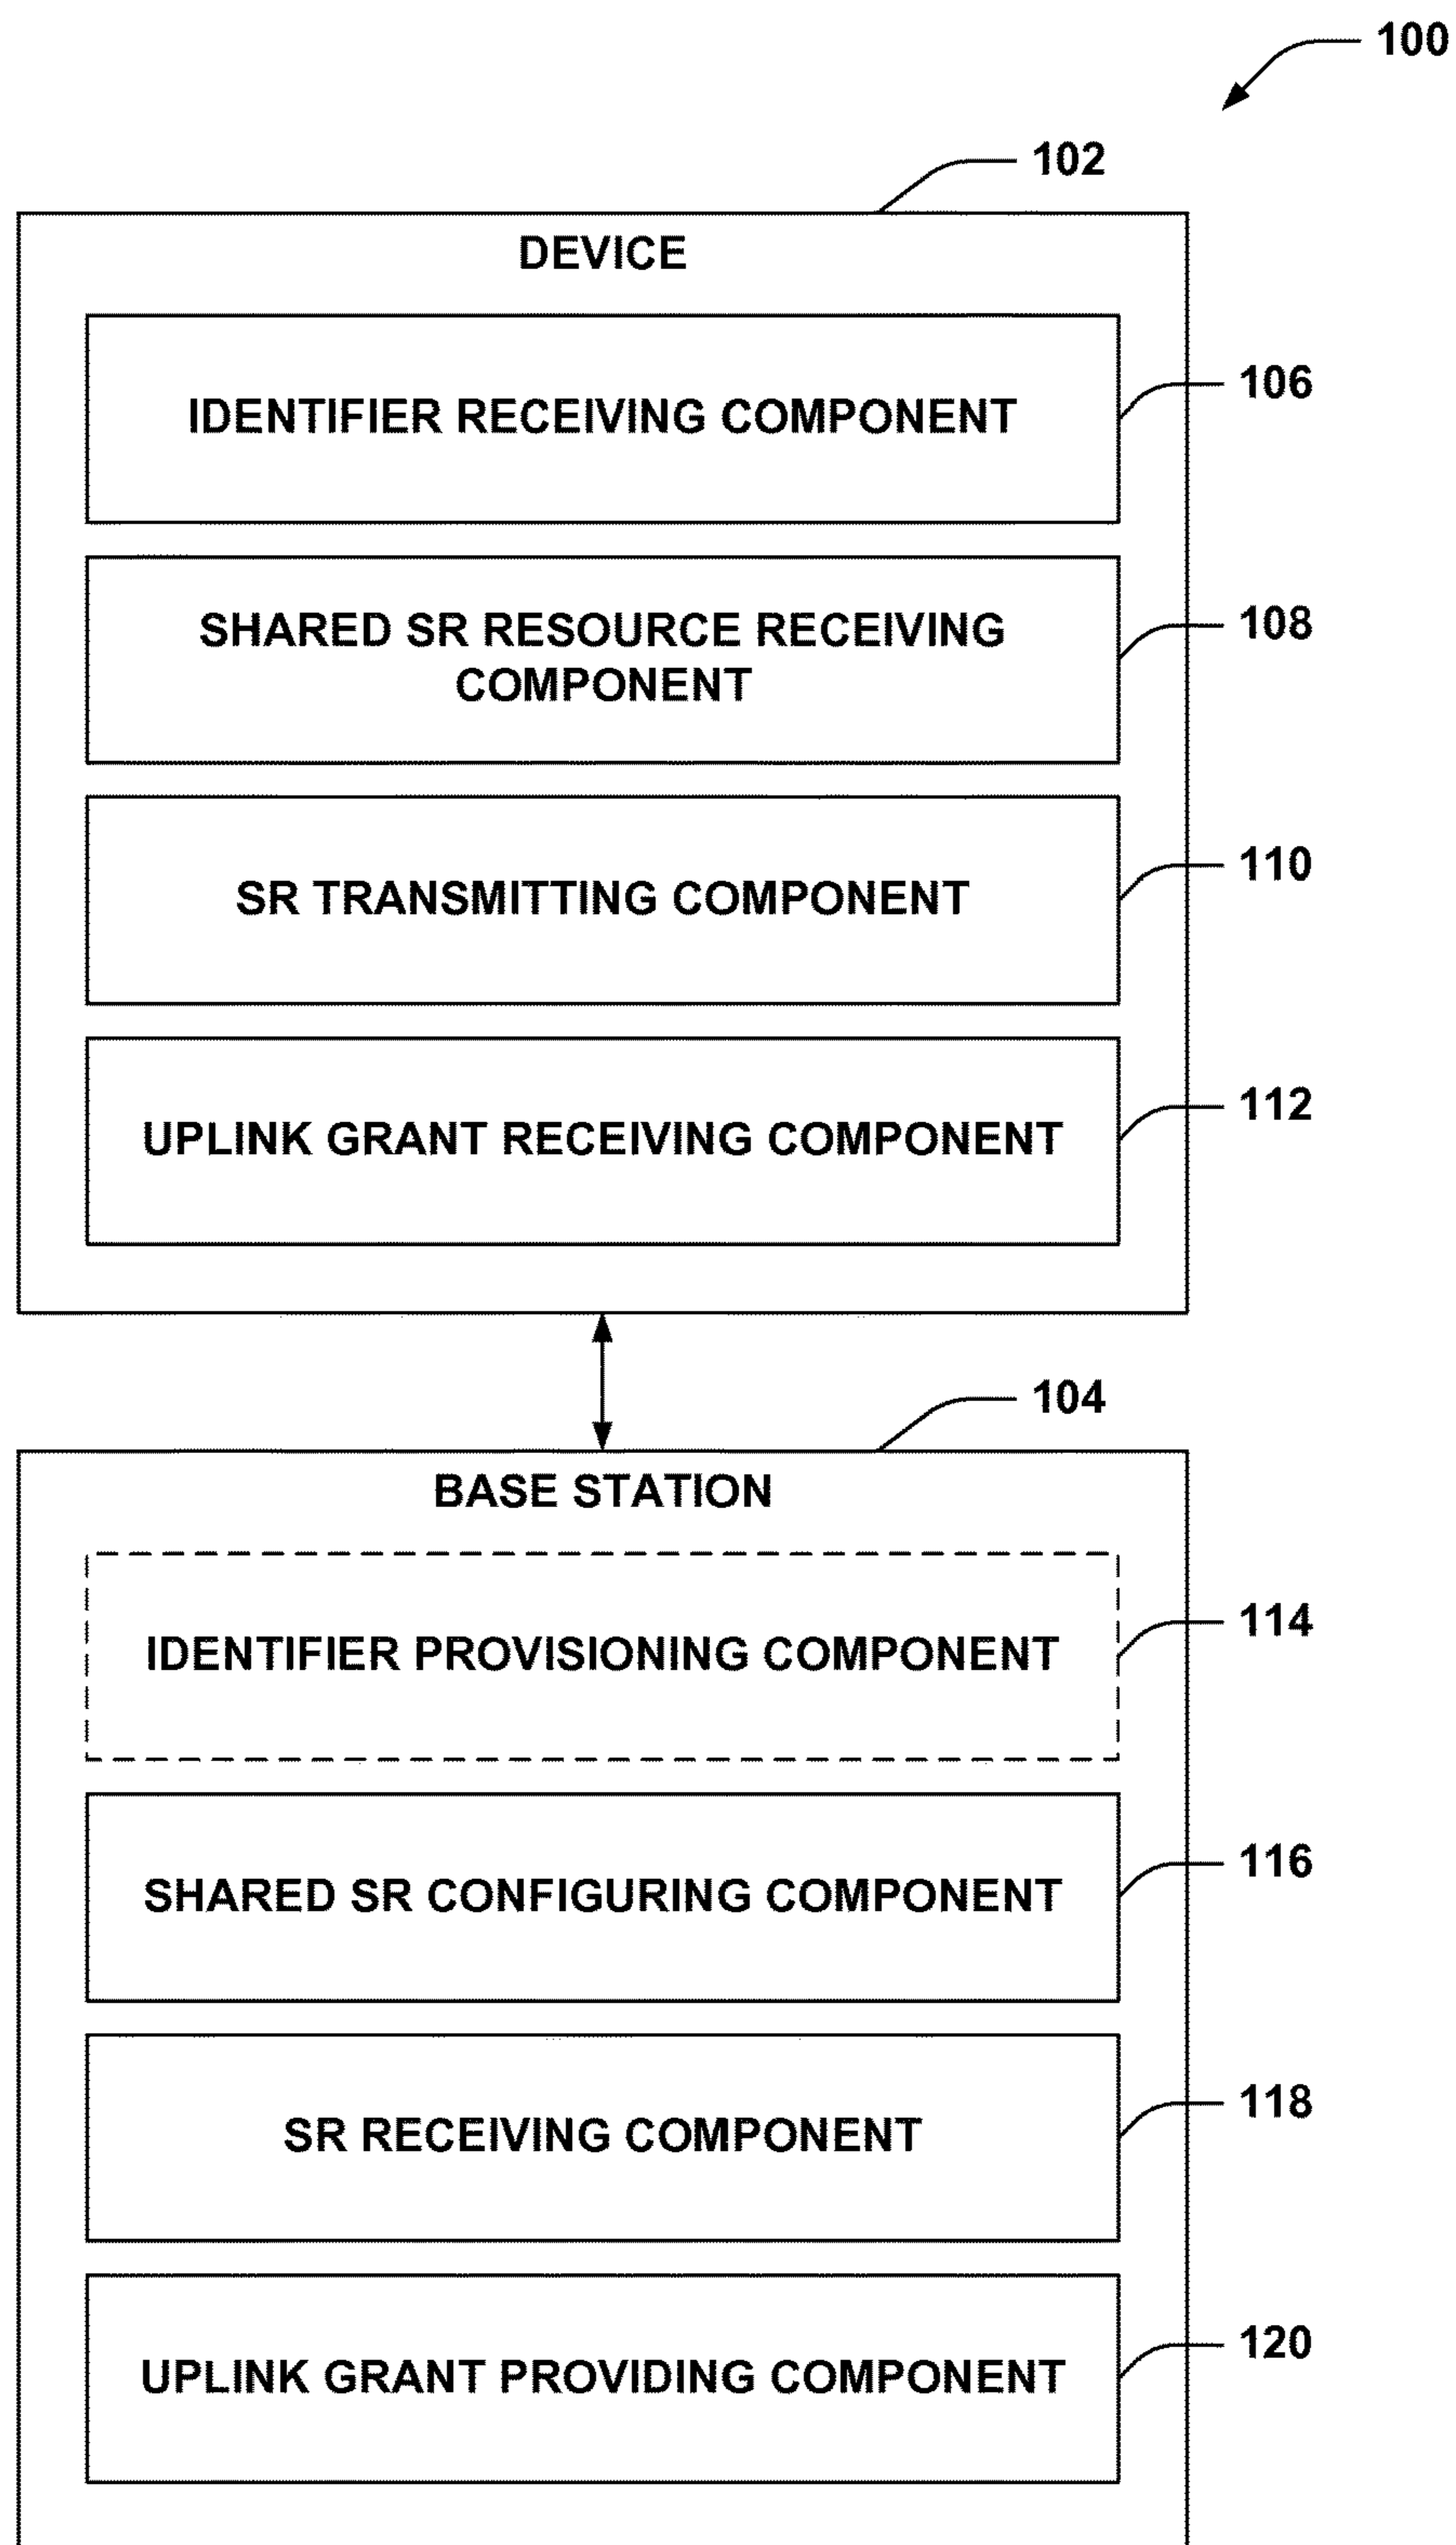 100
102
DEVICE
IDENTIFIER RECEIVING COMPONENT
106
SHARED SR RESOURCE RECEIVING
COMPONENT
108
SR TRANSMITTING COMPONENT
110
UPLINK GRANT RECEIVING COMPONENT
112
104
BASE STATION
IDENTIFIER PROVISIONING COMPONENT
114
SHARED SR CONFIGURING COMPONENT
116
SR RECEIVING COMPONENT
118
UPLINK GRANT PROVIDING COMPONENT
120